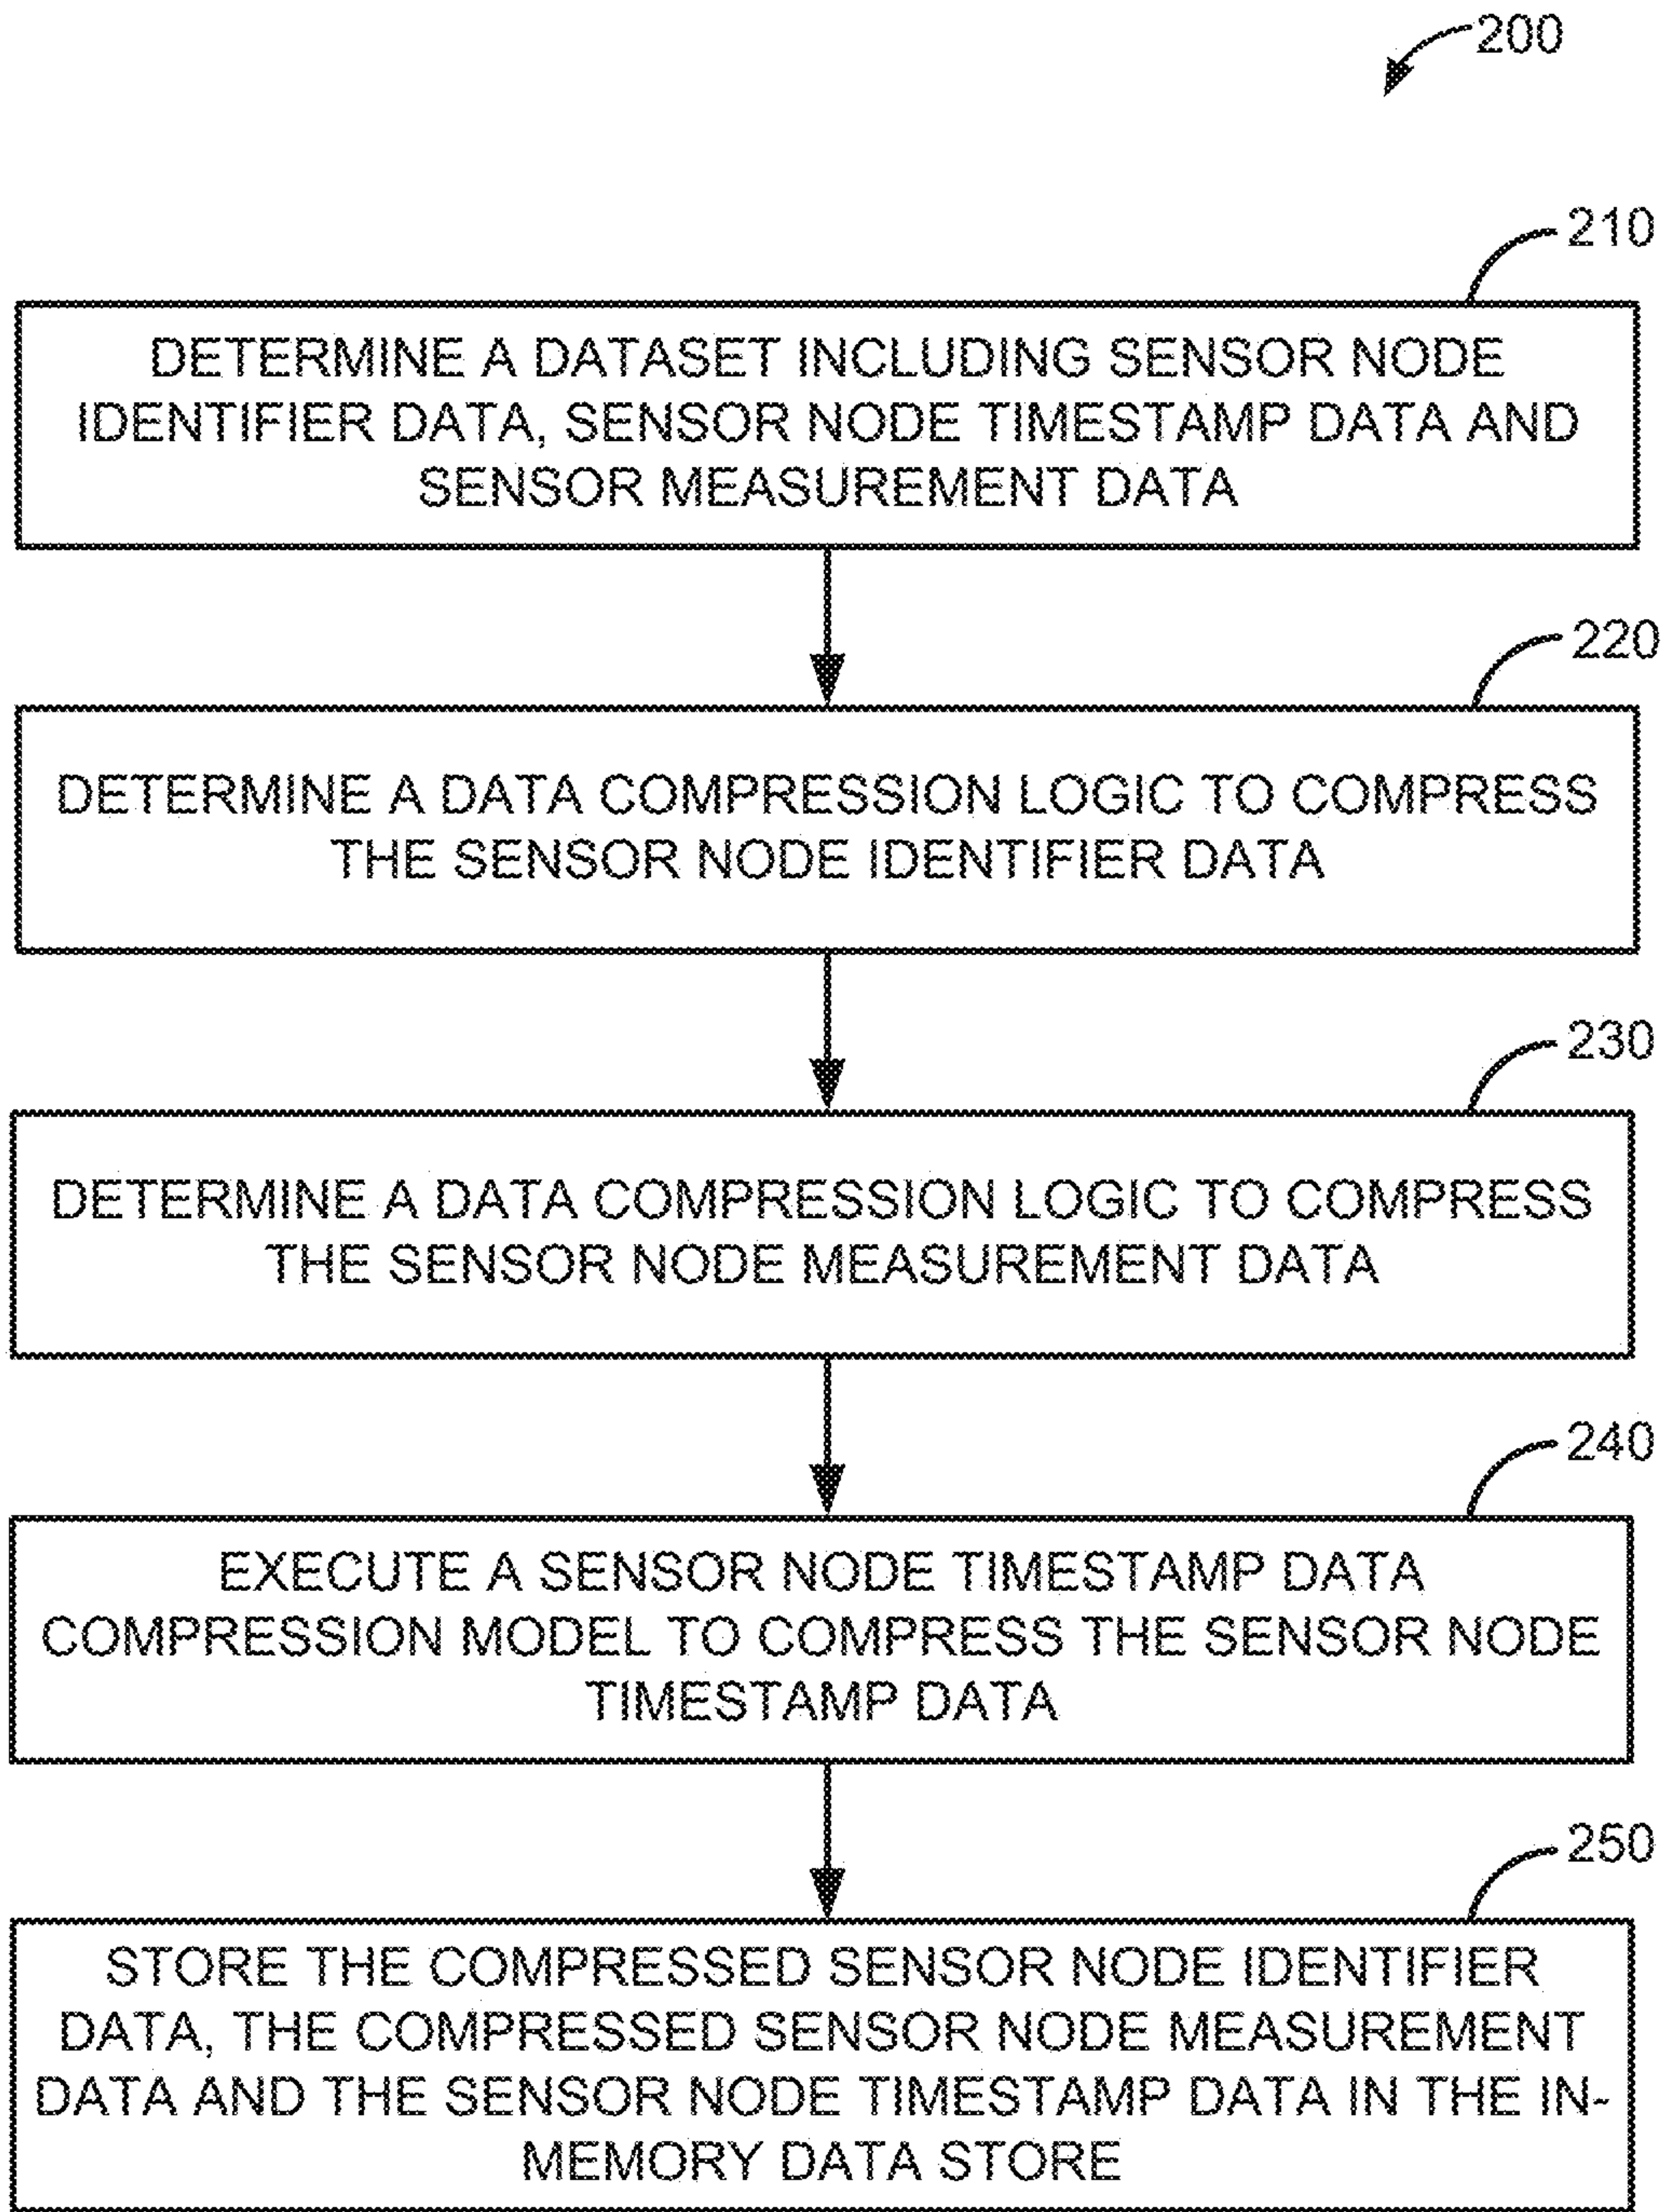 200
210
DETERMINE A DATASET INCLUDING SENSOR NODE
IDENTIFIER DATA, SENSOR NODE TIMESTAMP DATA AND
SENSOR MEASUREMENT DATA
220
DETERMINE A DATA COMPRESSION LOGIC TO COMPRESS
THE SENSOR NODE IDENTIFIER DATA
230
DETERMINE A DATA COMPRESSION LOGIC TO COMPRESS
THE SENSOR NODE MEASUREMENT DATA
240
EXECUTE A SENSOR NODE TIMESTAMP DATA
COMPRESSION MODEL TO COMPRESS THE SENSOR NODE
TIMESTAMP DATA
250
STORE THE COMPRESSED SENSOR NODE IDENTIFIER
DATA, THE COMPRESSED SENSOR NODE MEASUREMENT
DATA AND THE SENSOR NODE TIMESTAMP DATA IN THE IN-
MEMORY DATA STORE